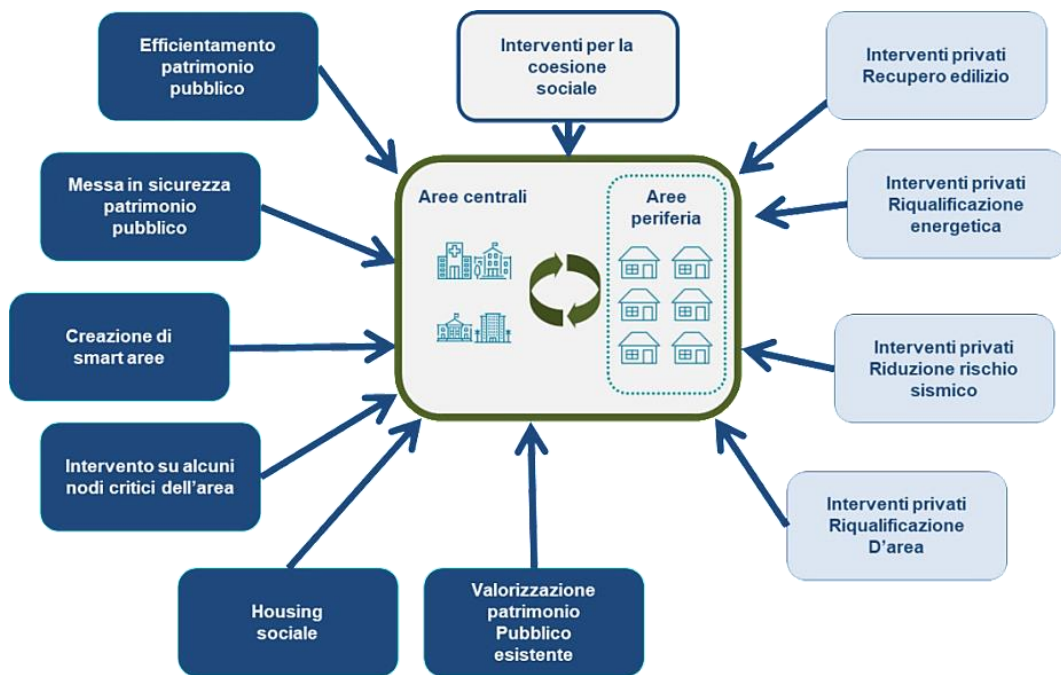 Efficientamento
patrimonio
pubblico
Interventi per la
coesione
sociale
Interventi privati
Recupero edilizio
Messa in sicurezza
patrimonio
pubblico
Aree centrali
Aree
periferia
Interventi privati
Riqualificazione
energetica
Creazione di
smart aree
Interventi privati
Riduzione rischio
sismico
Intervento su alcuni
nodi critici dell'area
Interventi privati
Riqualificazione
D'area
Housing
sociale
Valorizzazione
patrimonio
Pubblico
esistente